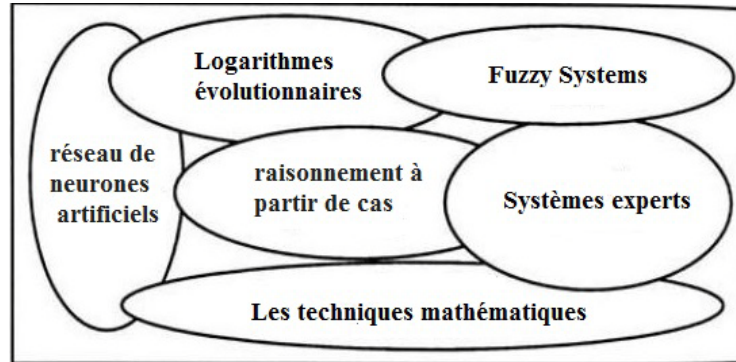 Logarithmes
évolutionnaires
Fuzzy Systems
réseau de
neurones
artificiels
raisonnement à
partir de cas
Systèmes experts
Les techniques mathématiques